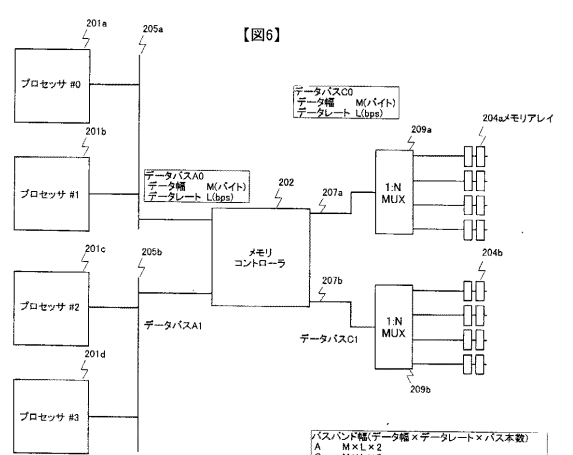 【図6】
201a
205a
プロセッサ #0
データバスC0
データ幅 M(バイト)
データレート L(bps)
209a
204aメモリアレイ
201b
1:N
MUX
プロセッサ #1
データバスA0
データ幅 M(バイト)
データレート L(bps)
202
207a
メモリ
コントローラ
201c
205b
プロセッサ #2
データバスA1
207b
データバスC1
204b
1:N
MUX
209b
201d
プロセッサ #3
バスバンド幅(データ幅×データレート×バス本数)
A M×L×2